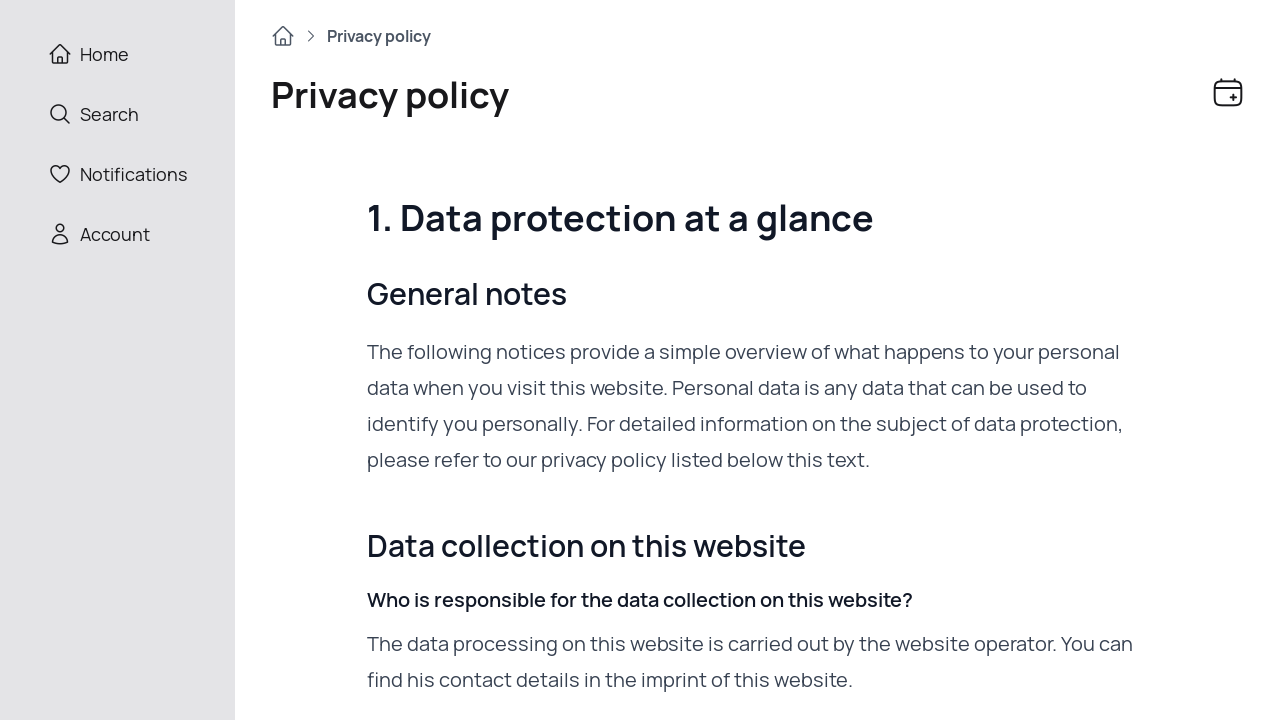 Home
Search
Notifications
Account
Privacy policy
Privacy policy
1. Data protection at a glance
General notes
The following notices provide a simple overview of what happens to your personal
data when you visit this website. Personal data is any data that can be used to
identify you personally. For detailed information on the subject of data protection,
please refer to our privacy policy listed below this text.
Data collection on this website
Who is responsible for the data collection on this website?
The data processing on this website is carried out by the website operator. You can
find his contact details in the imprint of this website.